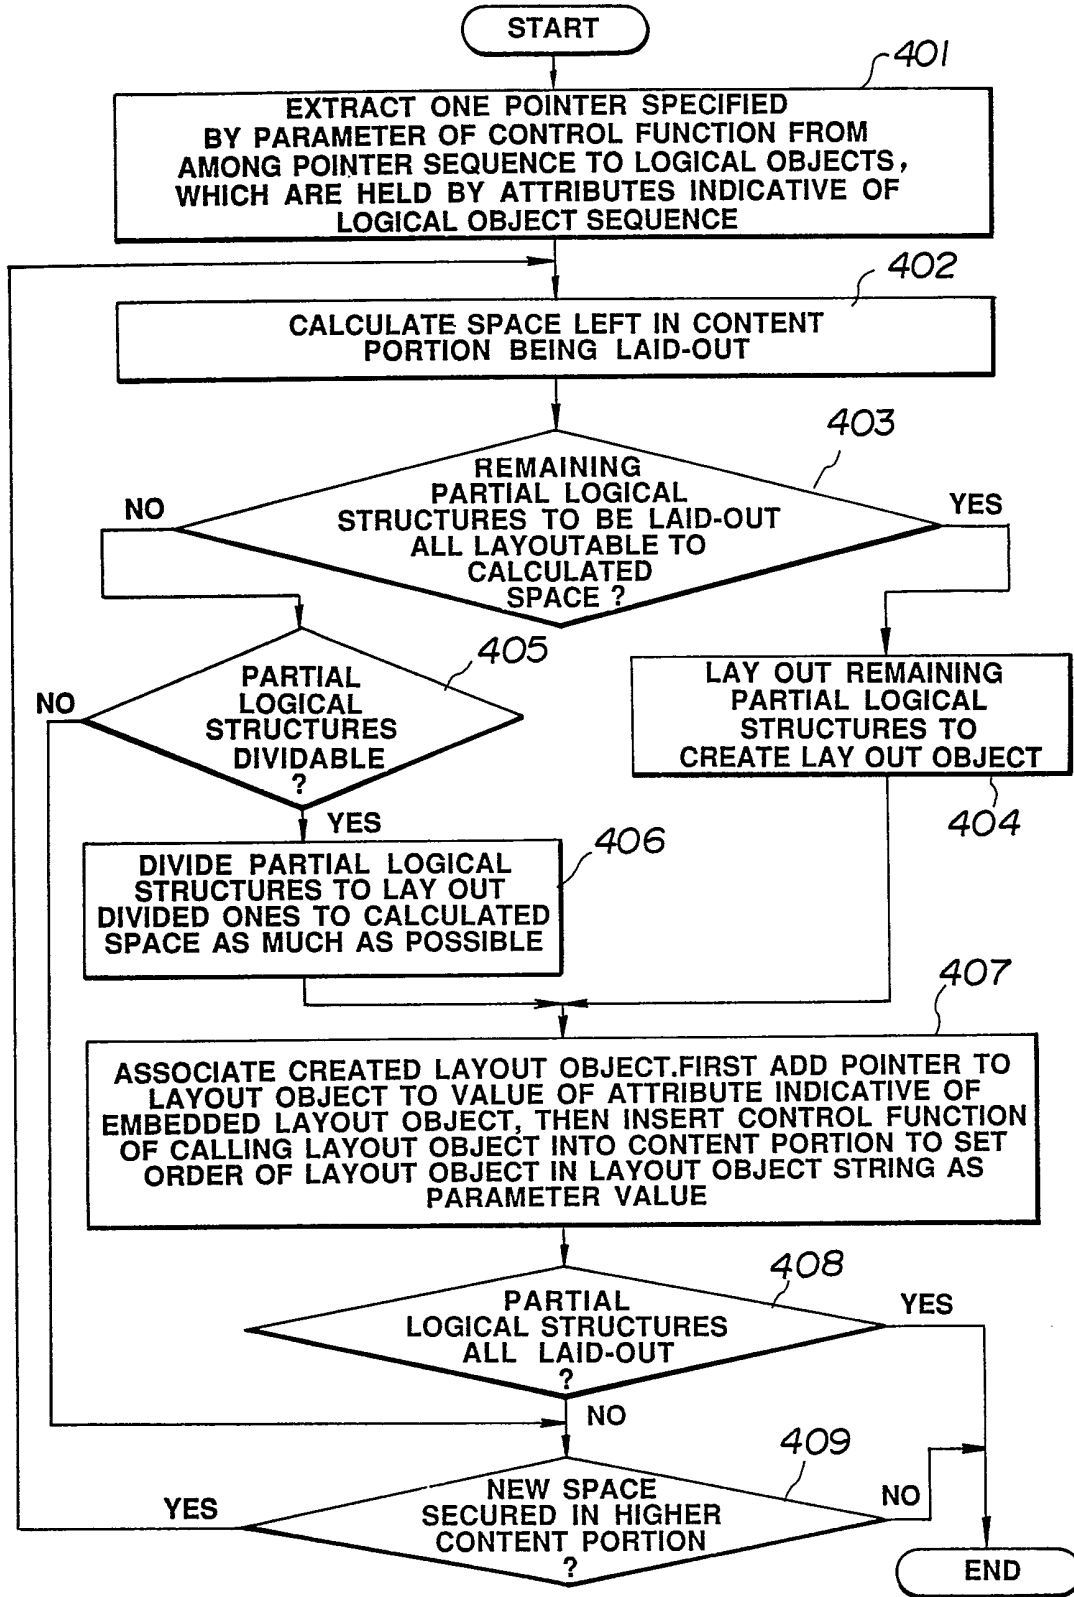 START
401
EXTRACT ONE POINTER SPECIFIED
BY PARAMETER OF CONTROL FUNCTION FROM
AMONG POINTER SEQUENCE TO LOGICAL OBJECTS,
WHICH ARE HELD BY ATTRIBUTES INDICATIVE OF
LOGICAL OBJECT SEQUENCE
402
CALCULATE SPACE LEFT IN CONTENT
PORTION BEING LAID-OUT
403
REMAINING
PARTIAL LOGICAL
STRUCTURES TO BE LAID-OUT
ALL LAYOUTABLE TO
CALCULATED
SPACE ?
NO
YES
405
PARTIAL
LOGICAL
STRUCTURES
DIVIDABLE
?
NO
YES
LAY OUT REMAINING
PARTIAL LOGICAL
STRUCTURES TO
CREATE LAY OUT OBJECT
404
406
DIVIDE PARTIAL LOGICAL
STRUCTURES TO LAY OUT
DIVIDED ONES TO CALCULATED
SPACE AS MUCH AS POSSIBLE
407
ASSOCIATE CREATED LAYOUT OBJECT.FIRST ADD POINTER TO
LAYOUT OBJECT TO VALUE OF ATTRIBUTE INDICATIVE OF
EMBEDDED LAYOUT OBJECT, THEN INSERT CONTROL FUNCTION
OF CALLING LAYOUT OBJECT INTO CONTENT PORTION TO SET
ORDER OF LAYOUT OBJECT IN LAYOUT OBJECT STRING AS
PARAMETER VALUE
408
PARTIAL
LOGICAL STRUCTURES
ALL LAID-OUT
?
YES
NO
409
NEW SPACE
SECURED IN HIGHER
CONTENT PORTION
?
YES
NO
END